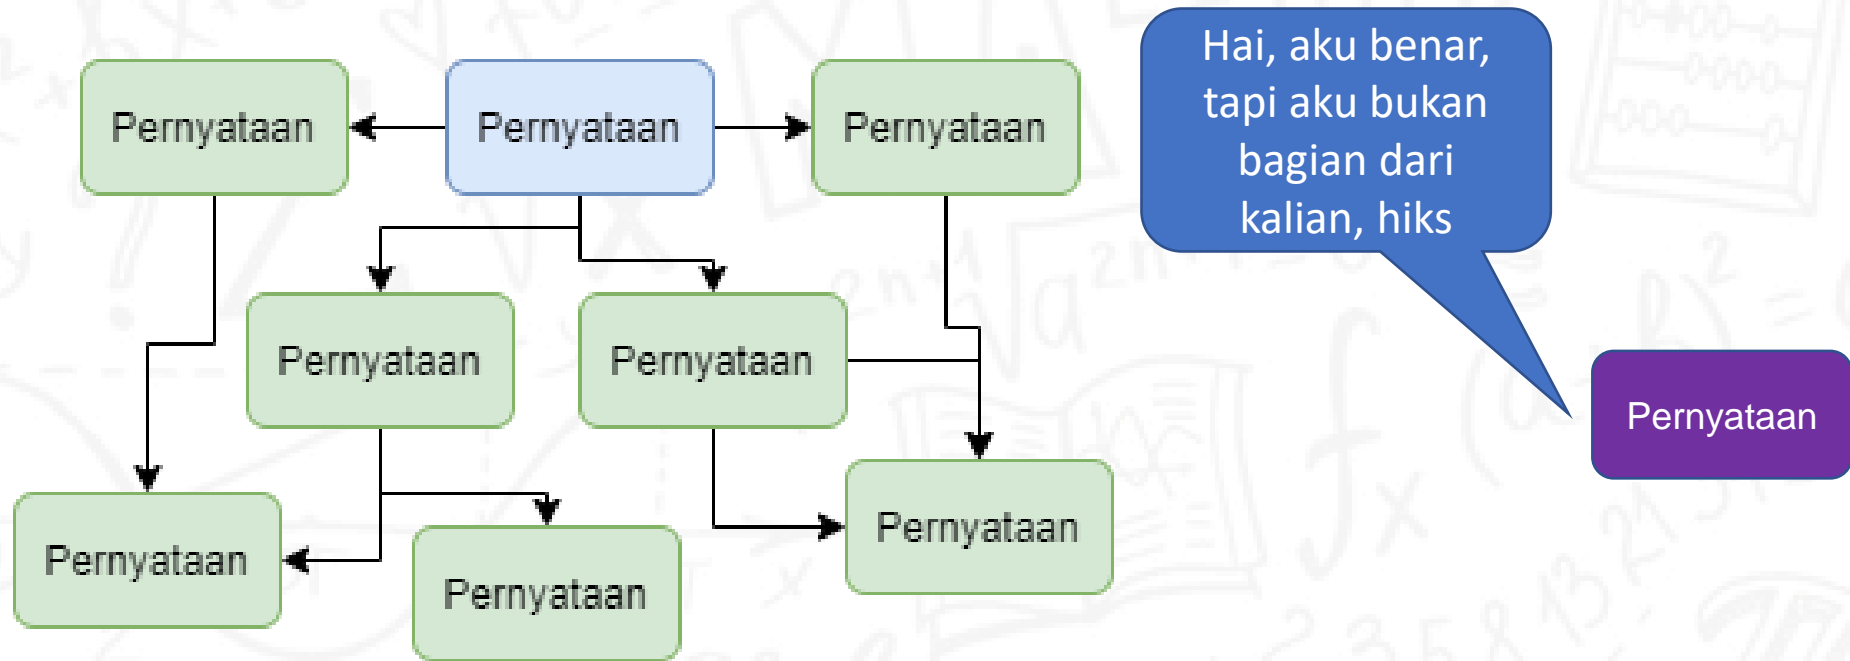 Pernyataan
Pernyataan
Pernyataan
Hai, aku benar,
tapi aku bukan
bagian dari
kalian, hiks
Pernyataan
Pernyataan
Pernyataan
Pernyataan
Pernyataan
Pernyataan